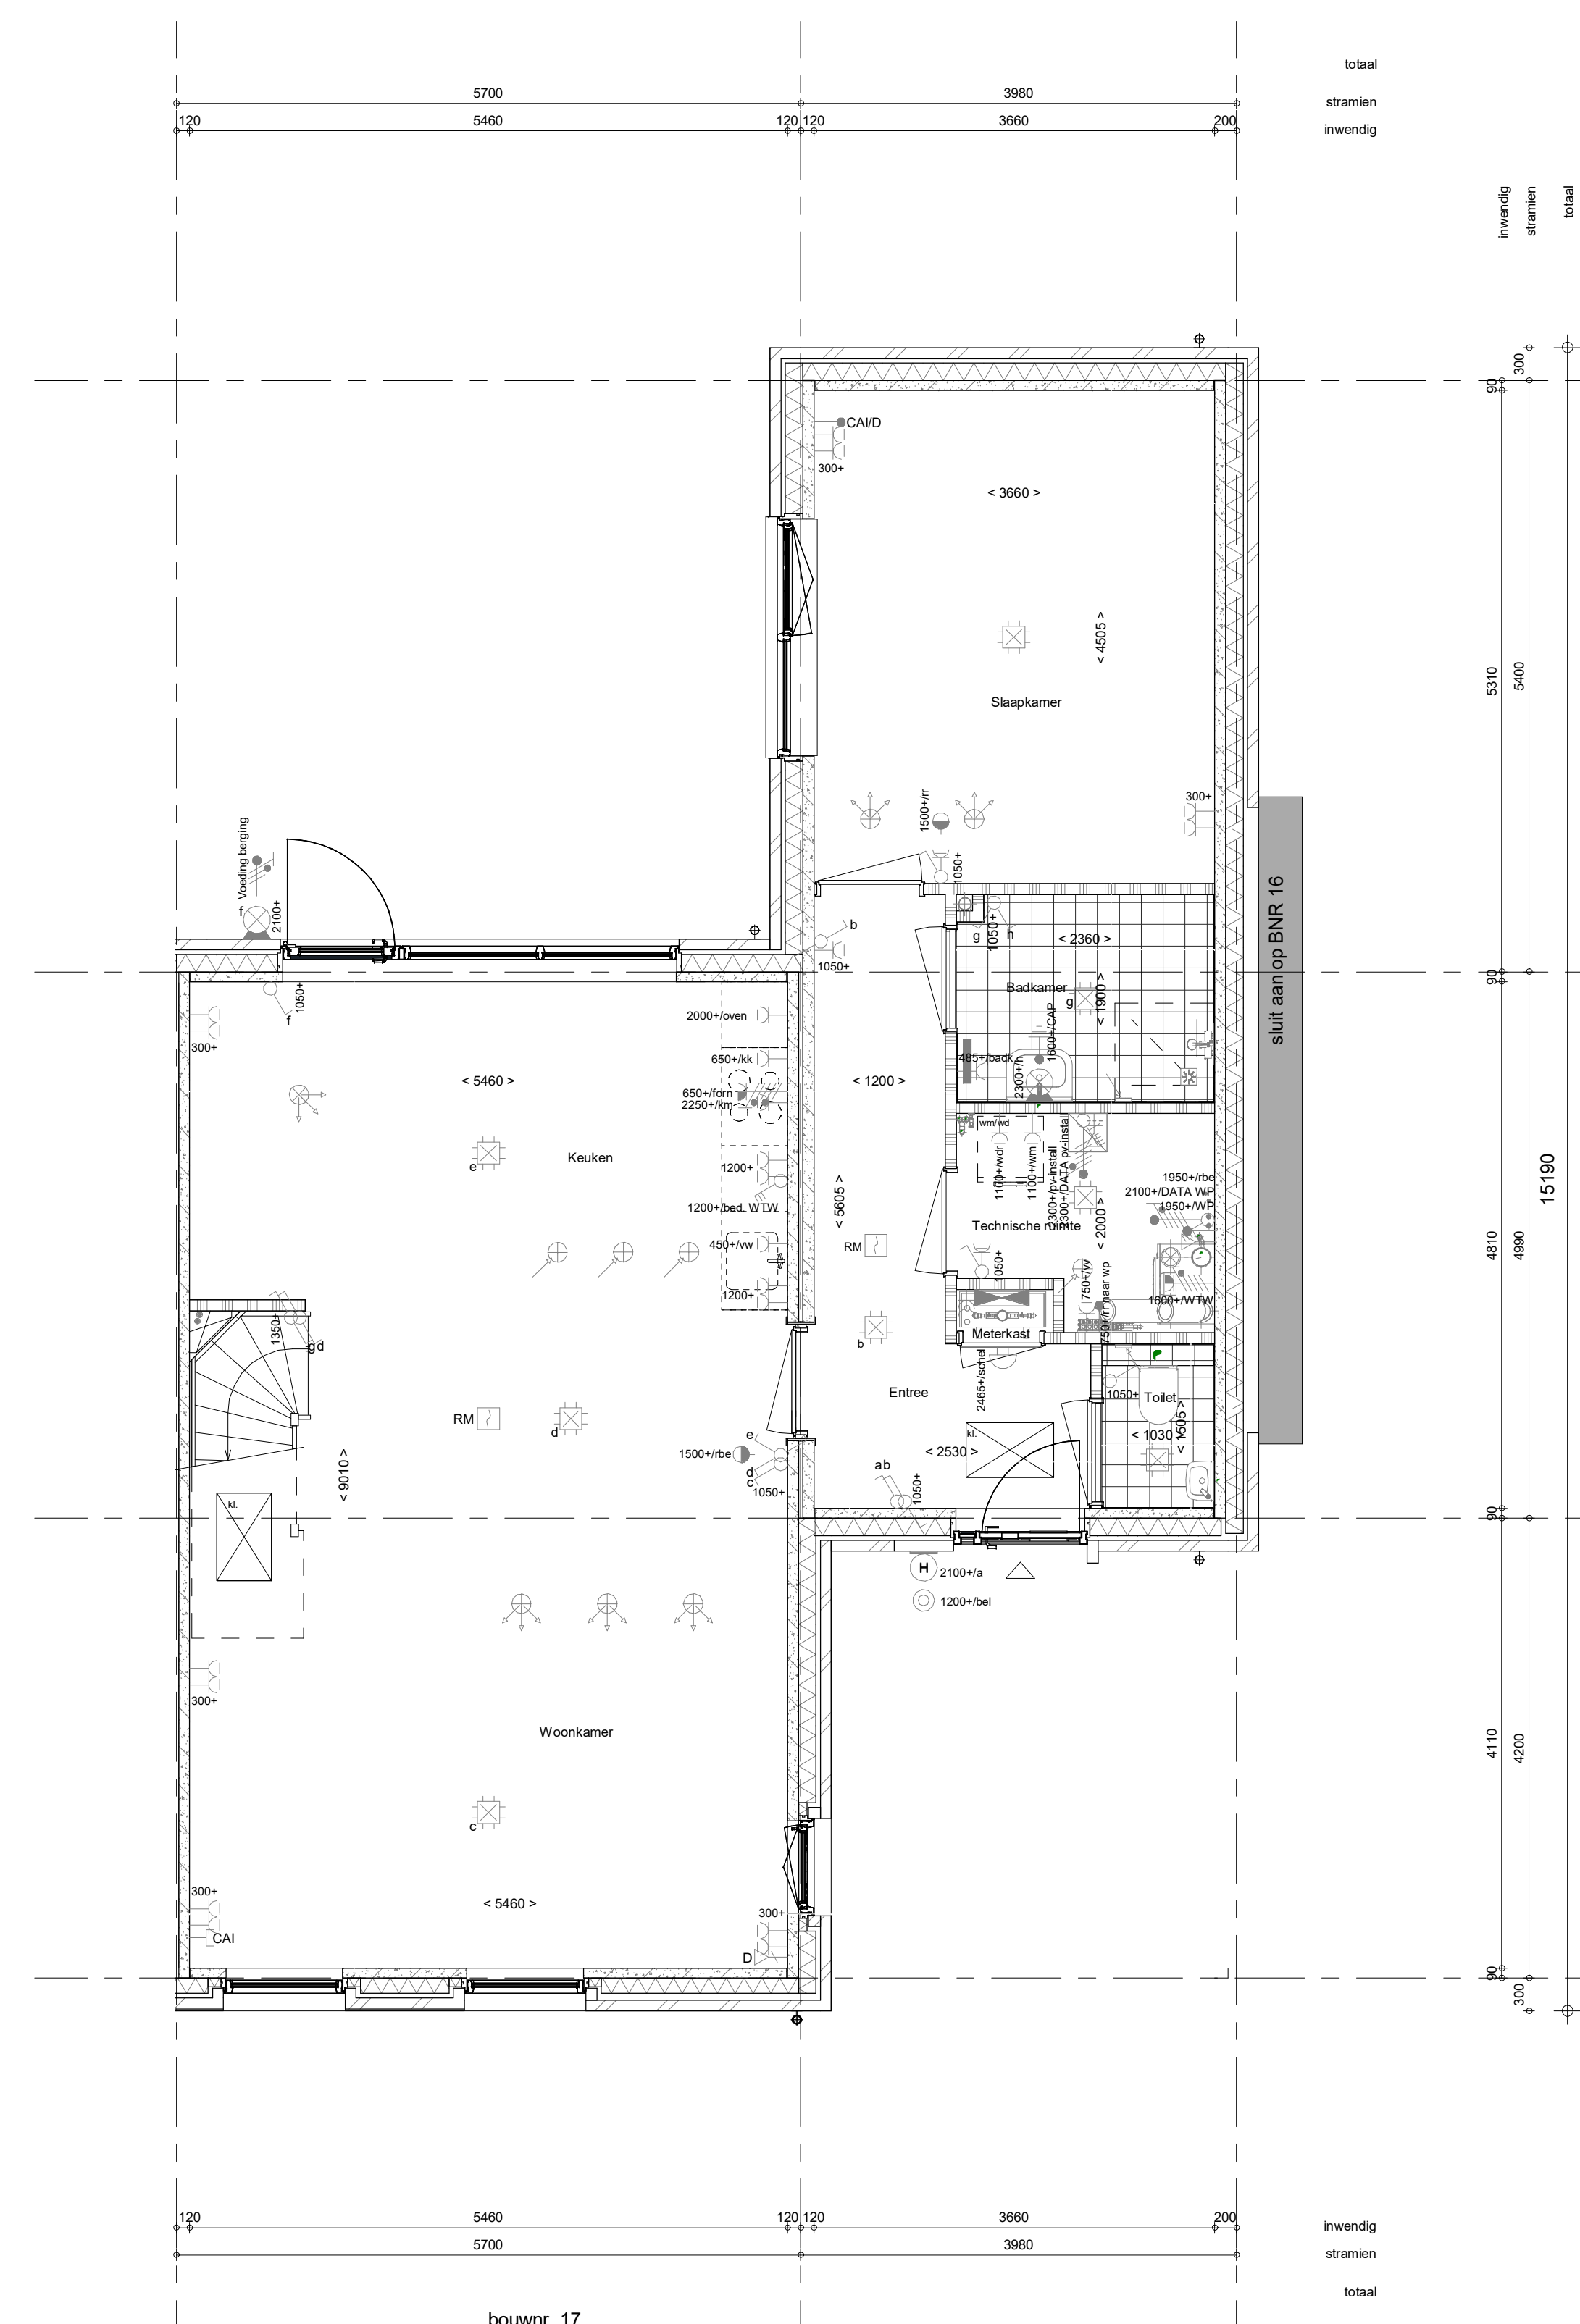 totaal
5700
3980
stramien
120
5460
120
120
3660
200
inwendig
inwendig
stramien
totaal
300
90
CAI/D
300+
< 3660 >
< 4505 >
5310
5400
Slaapkamer
300+
1500+/rr
1050+
Voeding berging
f
2100+
b
1050+
g
1050+
h
< 2360 >
sluit aan op BNR 16
90
Badkamer
g
< 1900 >
1600+/CAP
485+/badk
2300+/h
1050+
f
300+
2000+/oven
650+/kk
< 5460 >
< 1200 >
650+/forn
2250+/km
wm/wd
1100+/wdr
1100+/wm
2300+/pv-install
2300+/DATA pv-install
e
Keuken
1200+
1200+/bed. WTW
450+/vw
1200+
< 5605 >
RM
1950+/rbe
2100+/DATA WP
1950+/WP
Technische ruimte
< 2000 >
15190
4810
4990
1050+
750+/vv
750+/rr naar wp
1600+/WTW
Meterkast
b
1350+
gd
2465+/schel
Entree
1050+
Toilet
RM
d
< 1030 >
< 1505 >
e
1500+/rbe
d
c
1050+
< 2530 >
kl.
ab
1050+
< 9010 >
kl.
90
H
2100+/a
1200+/bel
300+
Woonkamer
4110
4200
c
300+
CAI
< 5460 >
300+
D
90
300
120
5460
120
120
3660
200
inwendig
5700
3980
stramien
totaal
bouwnr. 17